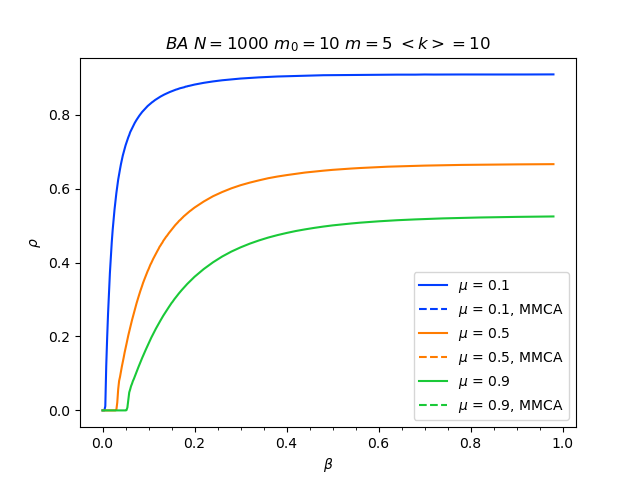 BA N = 1000 m₀ = 10 m = 5 < k > = 10
ρ
0.8
0.6
0.4
0.2
0.0
0.0 0.2 0.4 0.6 0.8 1.0
β
μ = 0.1
μ = 0.1, MMCA
μ = 0.5
μ = 0.5, MMCA
μ = 0.9
μ = 0.9, MMCA